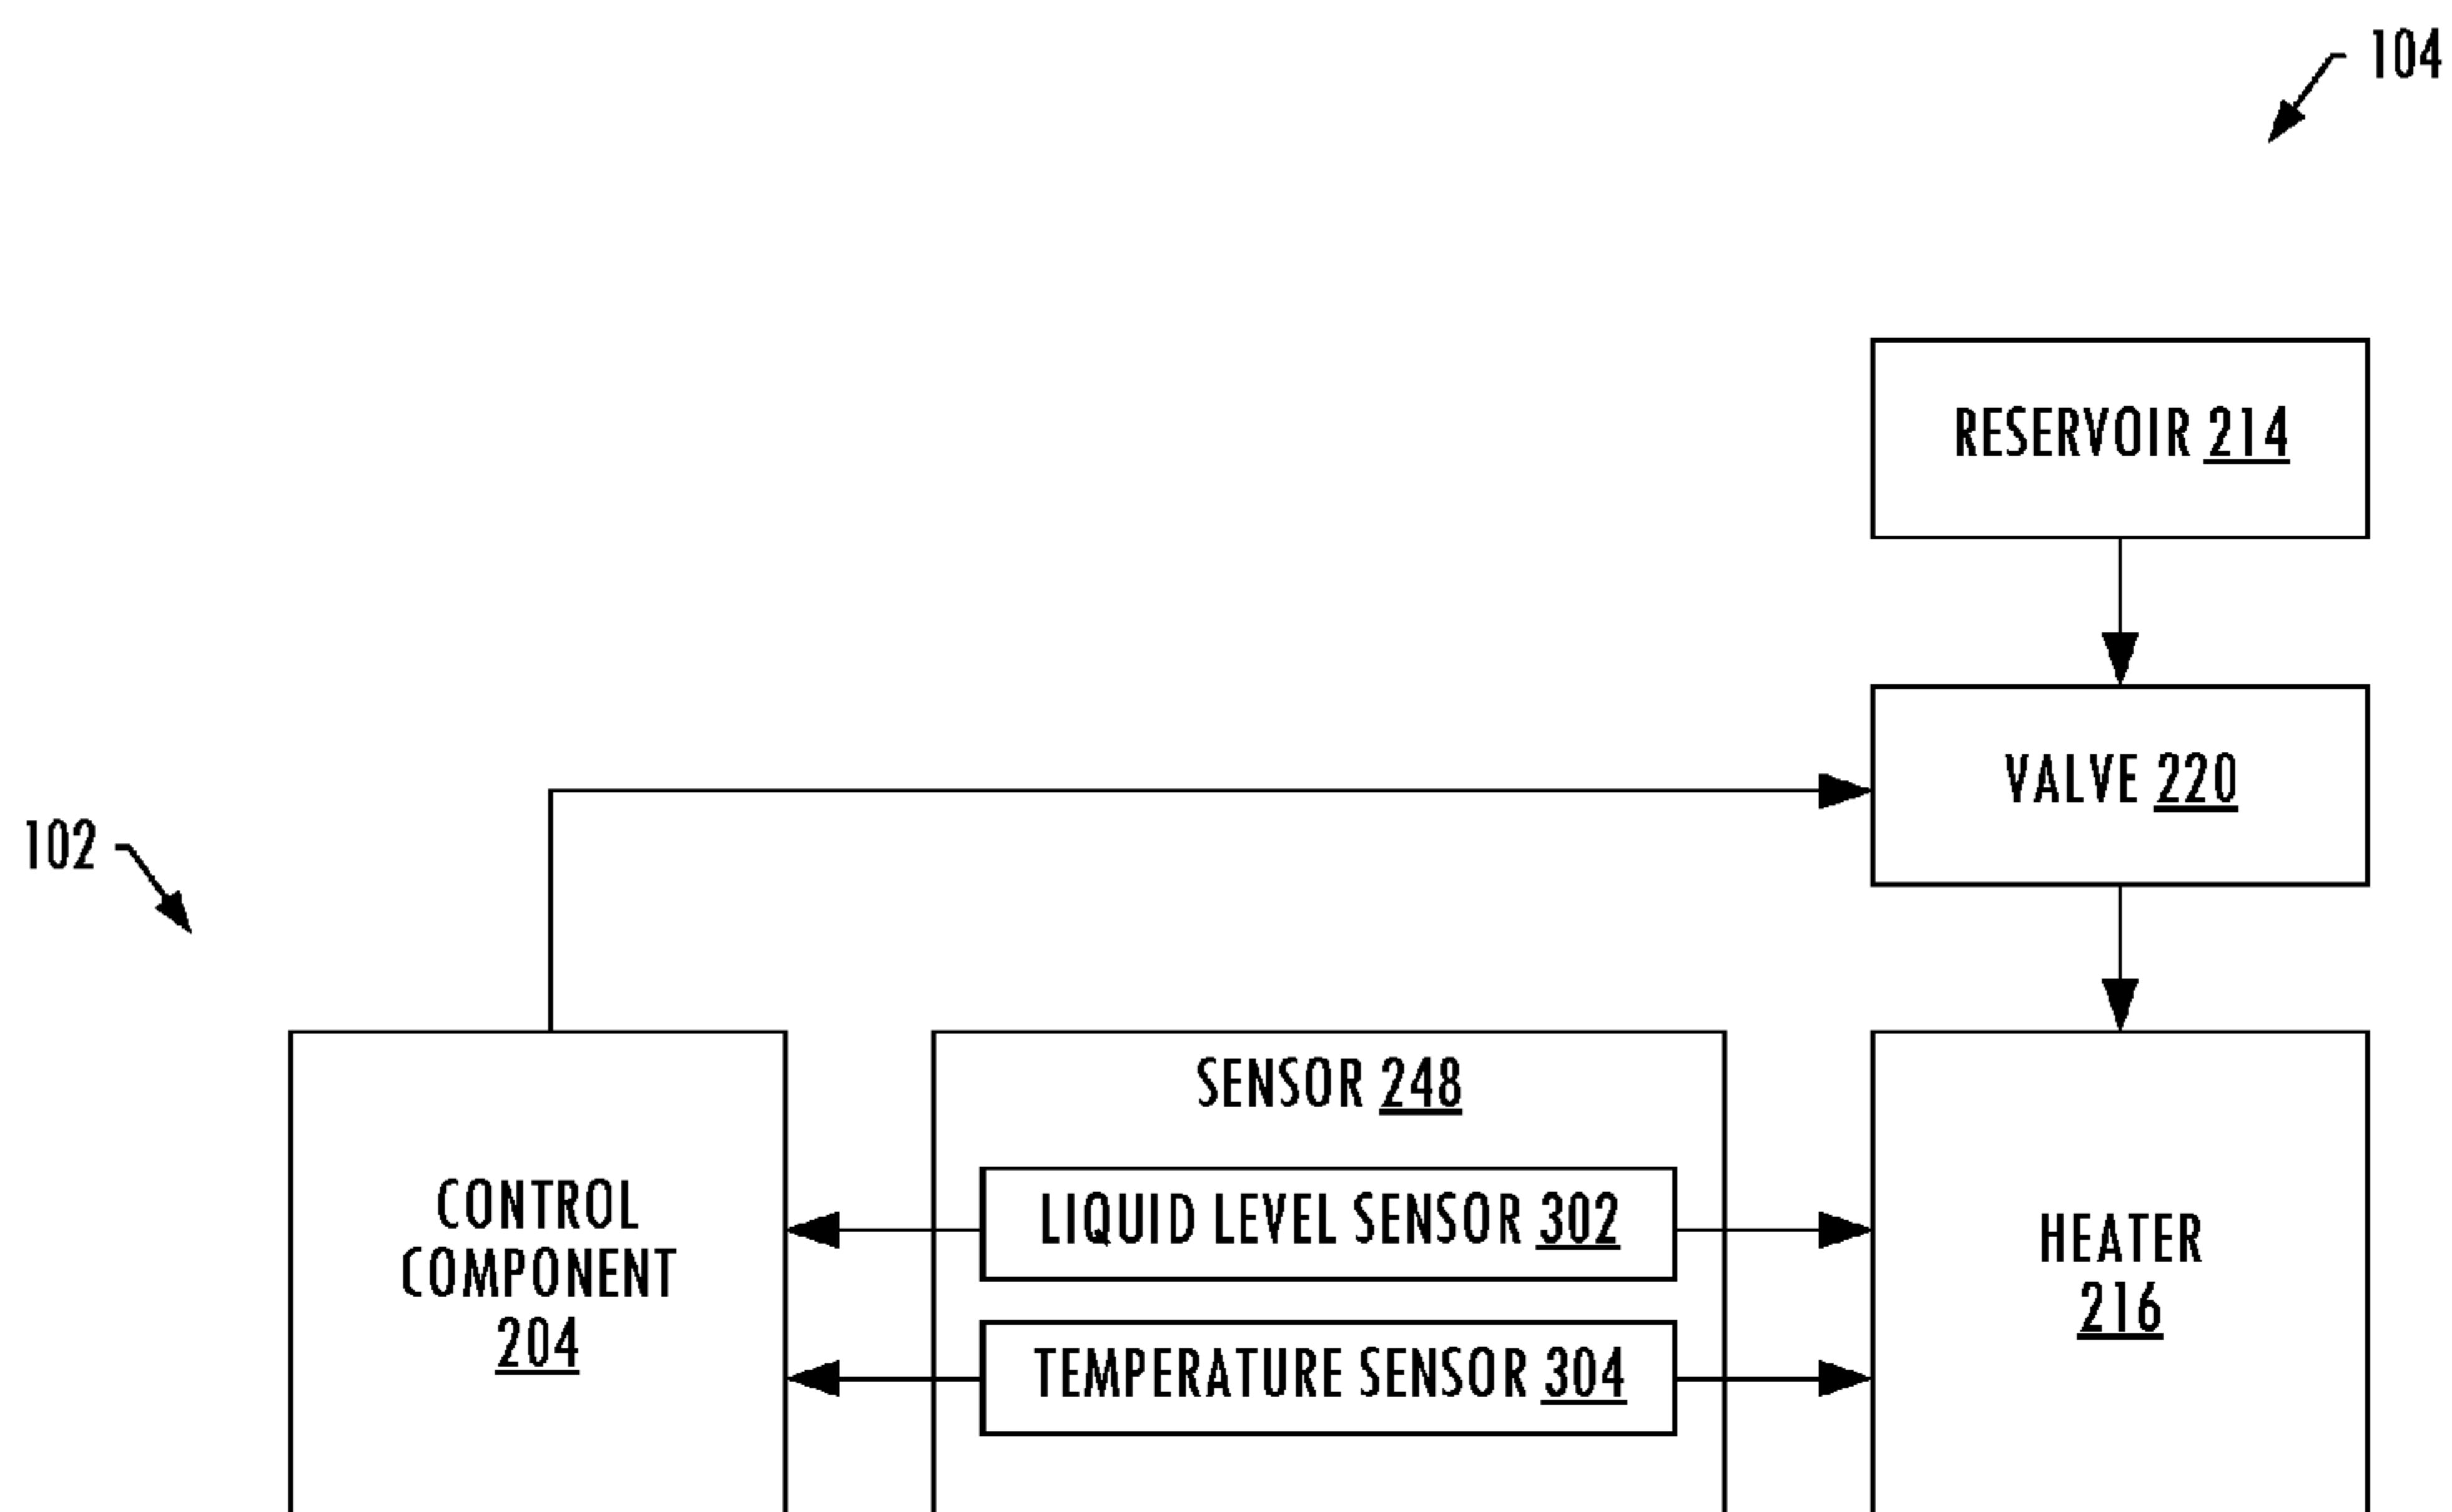 104
RESERVOIR 214
VALVE 220
102
SENSOR 248
LIQUID LEVEL SENSOR 302
TEMPERATURE SENSOR 304
CONTROL
COMPONENT
204
HEATER
216